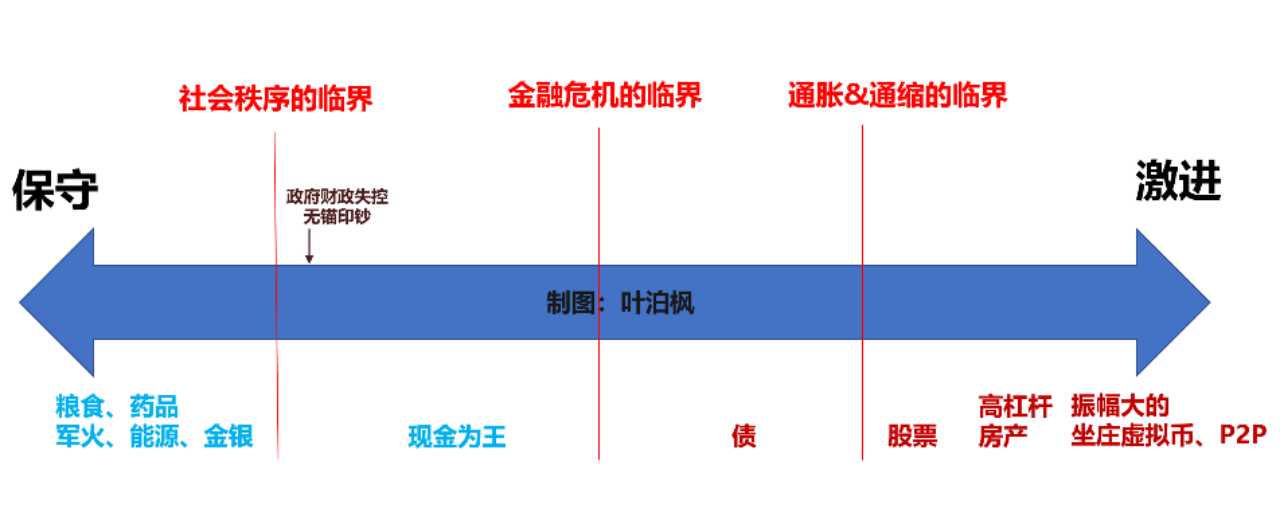 社会秩序的临界
金融危机的临界
通胀&通缩的临界
保守
激进
政府财政失控
无锚印钞
制图：叶泊枫
粮食、药品
军火、能源、金银
现金为王
债
股票
高杠杆
房产
振幅大的
坐庄虚拟币、P2P